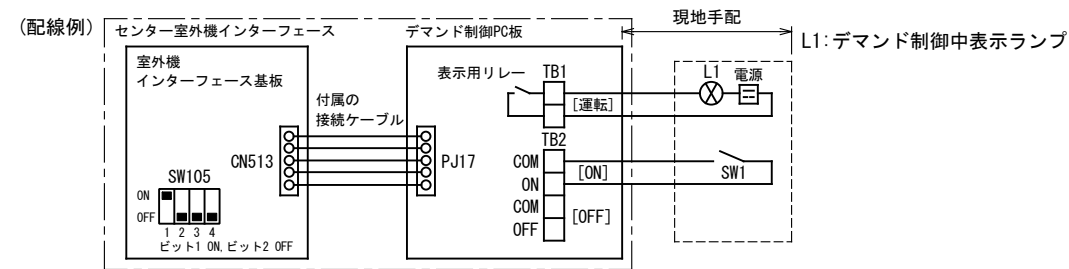 (配線例)
センター室外機インターフェース
デマンド制御PC板
現地手配
L1:デマンド制御中表示ランプ
室外機
インターフェース基板
付属の
接続ケーブル
表示用リレー
TB1
L1
電源
[運転]
TB2
CN513
PJ17
COM
ON
[ON]
SW1
COM
OFF
[OFF]
SW105
ON
OFF
1 2 3 4
ビット1 ON,ビット2 OFF